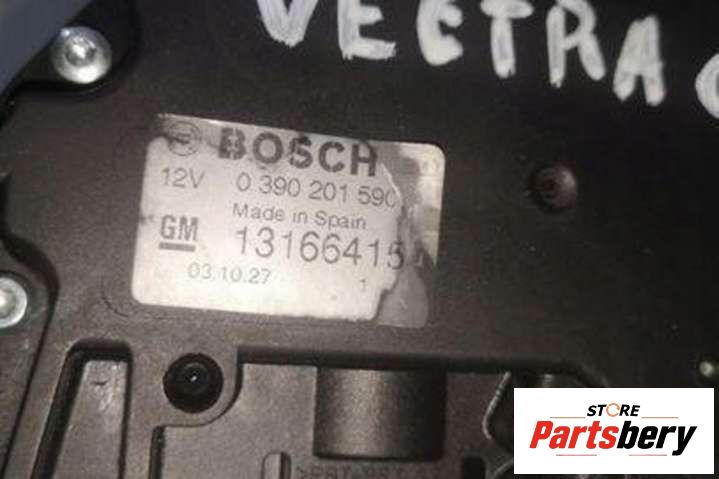 VECTRA C
BOSCH
12V 0 390 201 590
Made in Spain
GM 13166415
03.10.27 1
STORE
Partsbery